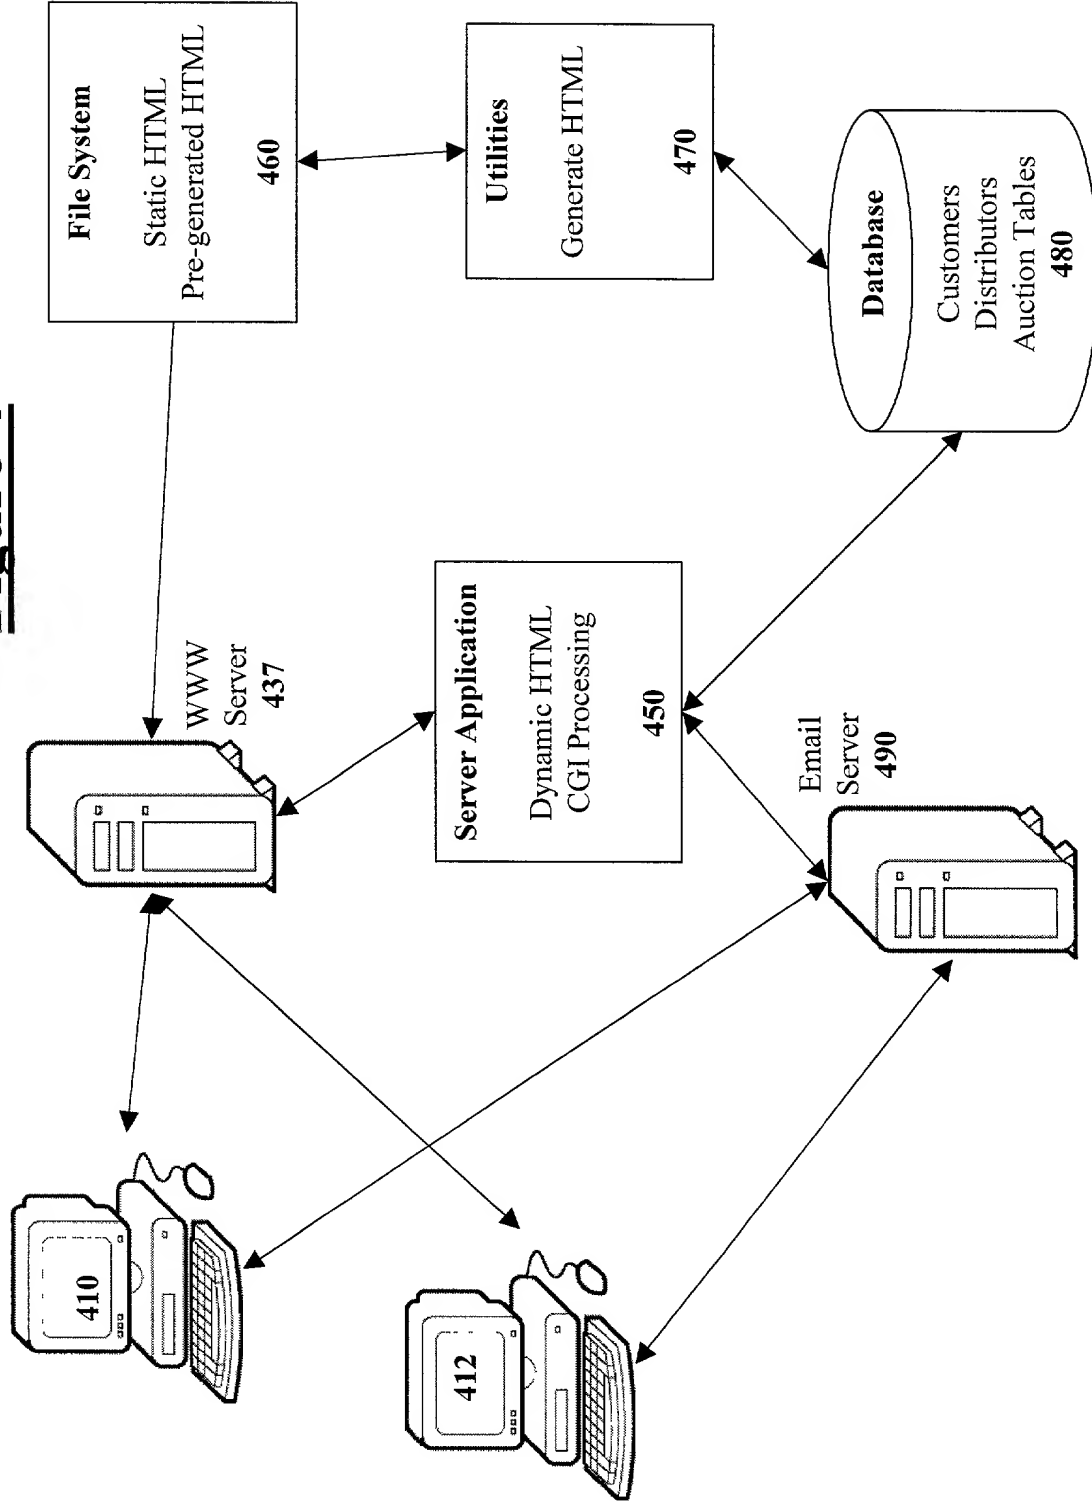 File System
Static HTML
Pre-generated HTML
460
Utilities
Generate HTML
470
Database
Customers
Distributors
Auction Tables
480
WWW
Server
437
Server Application
Dynamic HTML
CGI Processing
450
Email
Server
490
410
412